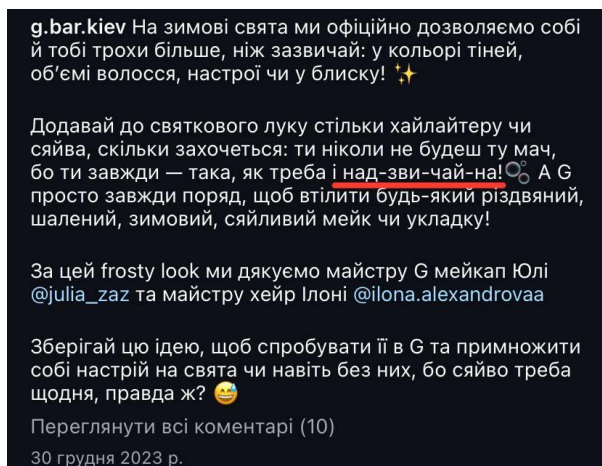 g.bar.kiev На зимові свята ми офіційно дозволяємо собі
й тобі трохи більше, ніж зазвичай: у кольорі тіней,
об’ємі волосся, настрої чи у блиску! ✨
Додавай до святкового луку стільки хайлайтеру чи
сяйва, скільки захочеться: ти ніколи не будеш ту мач,
бо ти завжди — така, як треба і над-зви-чай-на!🫧 А G
просто завжди поряд, щоб втілити будь-який різдвяний,
шалений, зимовий, сяйливий мейк чи укладку!
За цей frosty look ми дякуємо майстру G мейкап Юлі
@julia_zaz та майстру хейр Ілоні @ilona.alexandrovaa
Зберігай цю ідею, щоб спробувати її в G та примножити
собі настрій на свята чи навіть без них, бо сяйво треба
щодня, правда ж? 😅
Переглянути всі коментарі (10)
30 грудня 2023 р.